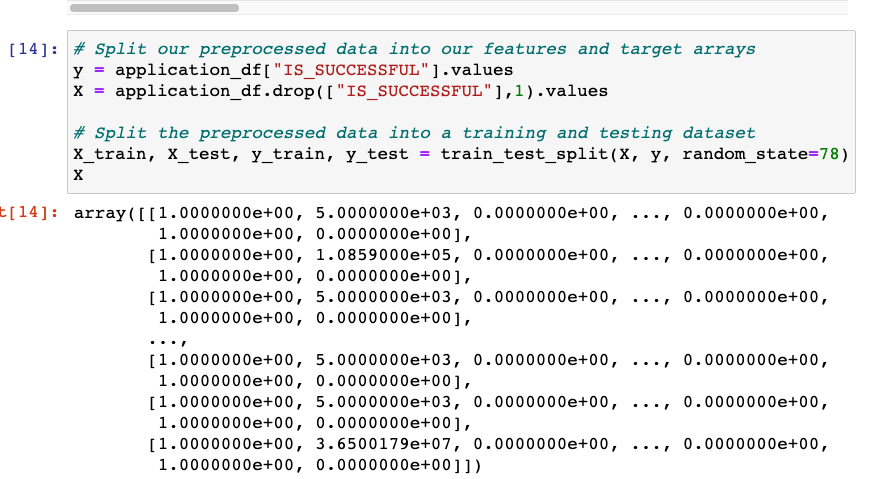 [14]: # Split our preprocessed data into our features and target arrays
y = application_df["IS_SUCCESSFUL"].values
X = application_df.drop(["IS_SUCCESSFUL"],1).values
# Split the preprocessed data into a training and testing dataset
X_train, X_test, y_train, y_test = train_test_split(X, y, random_state=78)
X
t[14]: array([[1.0000000e+00, 5.0000000e+03, 0.0000000e+00, ..., 0.0000000e+00,
1.0000000e+00, 0.0000000e+00],
[1.0000000e+00, 1.0859000e+05, 0.0000000e+00, ..., 0.0000000e+00,
1.0000000e+00, 0.0000000e+00],
[1.0000000e+00, 5.0000000e+03, 0.0000000e+00, ..., 0.0000000e+00,
1.0000000e+00, 0.0000000e+00],
...,
[1.0000000e+00, 5.0000000e+03, 0.0000000e+00, ..., 0.0000000e+00,
1.0000000e+00, 0.0000000e+00],
[1.0000000e+00, 5.0000000e+03, 0.0000000e+00, ..., 0.0000000e+00,
1.0000000e+00, 0.0000000e+00],
[1.0000000e+00, 3.6500179e+07, 0.0000000e+00, ..., 0.0000000e+00,
1.0000000e+00, 0.0000000e+00]])